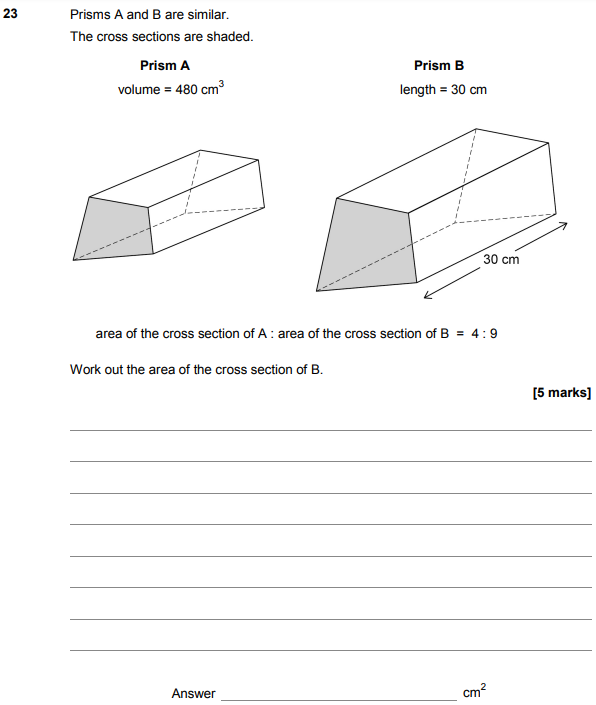 23 Prisms A and B are similar.
The cross sections are shaded.
Prism A Prism B
volume = 480 cm³ length = 30 cm
30 cm
area of the cross section of A : area of the cross section of B = 4 : 9
Work out the area of the cross section of B.
[5 marks]
Answer cm²